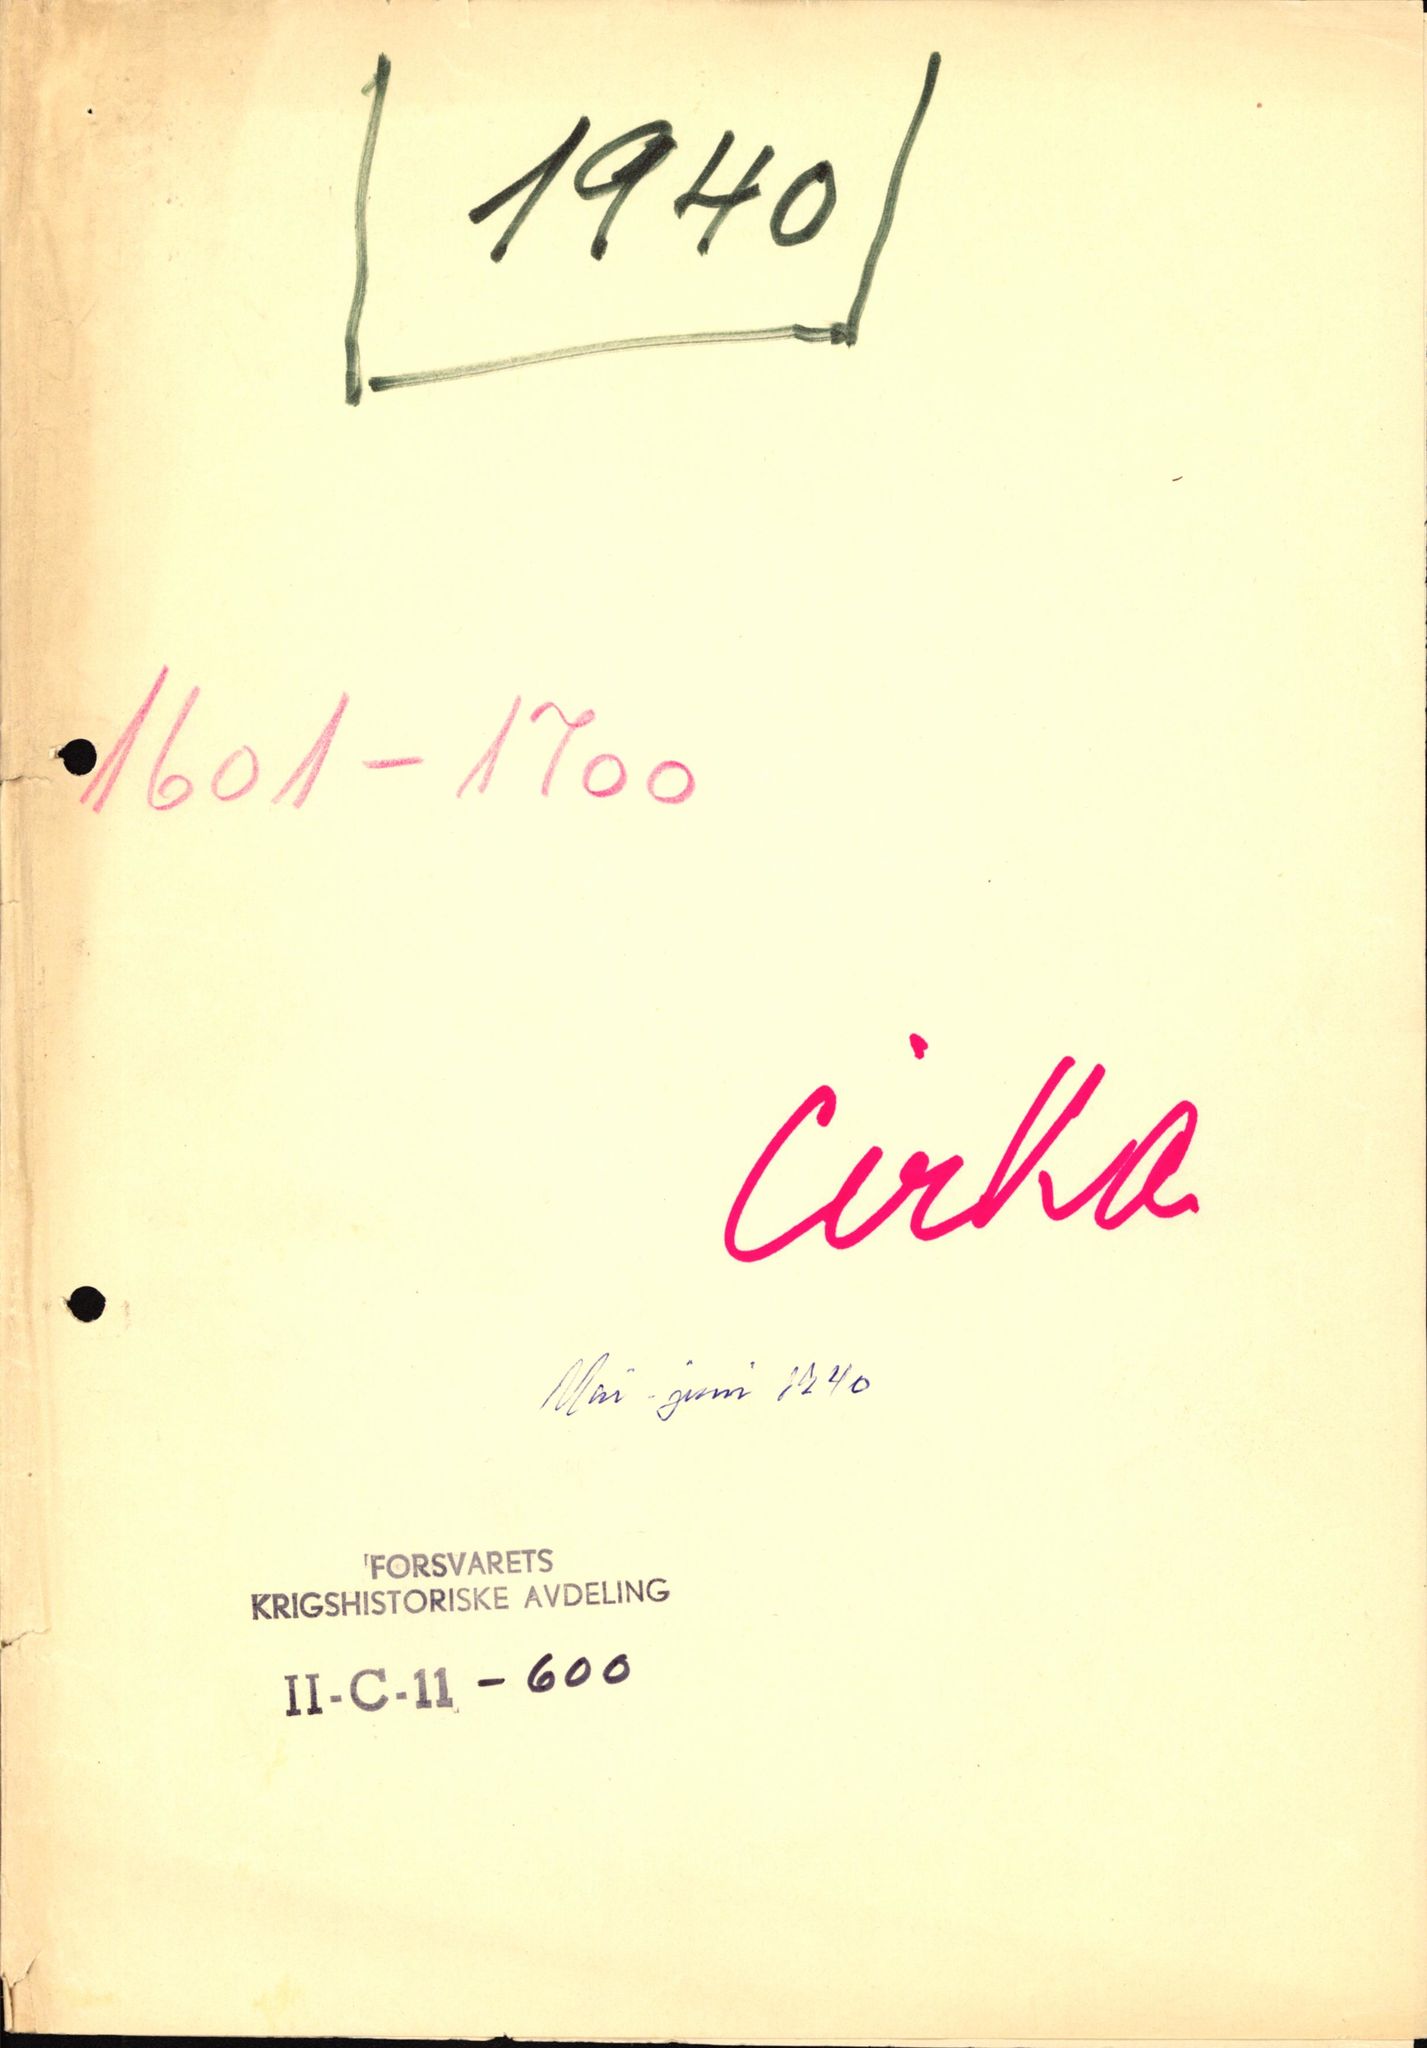 1940
1601-1700
Cirka
Mai-juni 1940
FORSVARETS
KRIGSHISTORISKE AVDELING
II-C-11 - 600